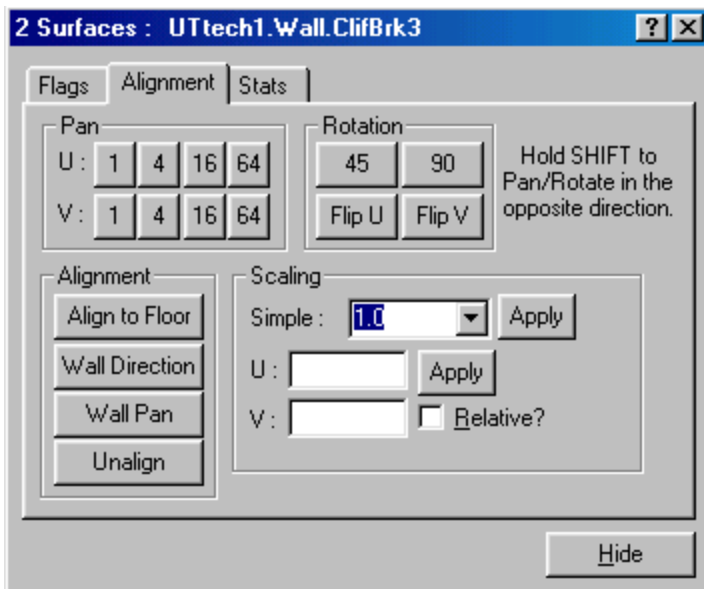 2 Surfaces : UTtech1.Wall.ClifBrk3 ? X
Flags Alignment Stats
Pan
U : 1 4 16 64
V : 1 4 16 64
Rotation
45 90
Flip U Flip V
Hold SHIFT to
Pan/Rotate in the
opposite direction.
Alignment
Align to Floor
Wall Direction
Wall Pan
Unalign
Scaling
Simple : 1.0 Apply
U : Apply
V : Relative?
Hide